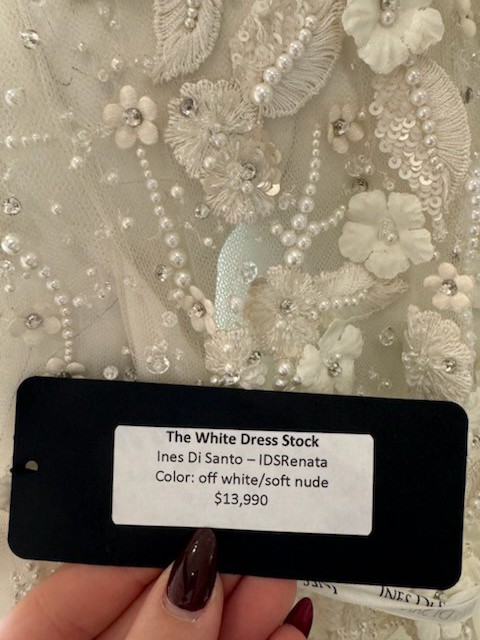 The White Dress Stock
Ines Di Santo – IDSRenata
Color: off white/soft nude
$13,990